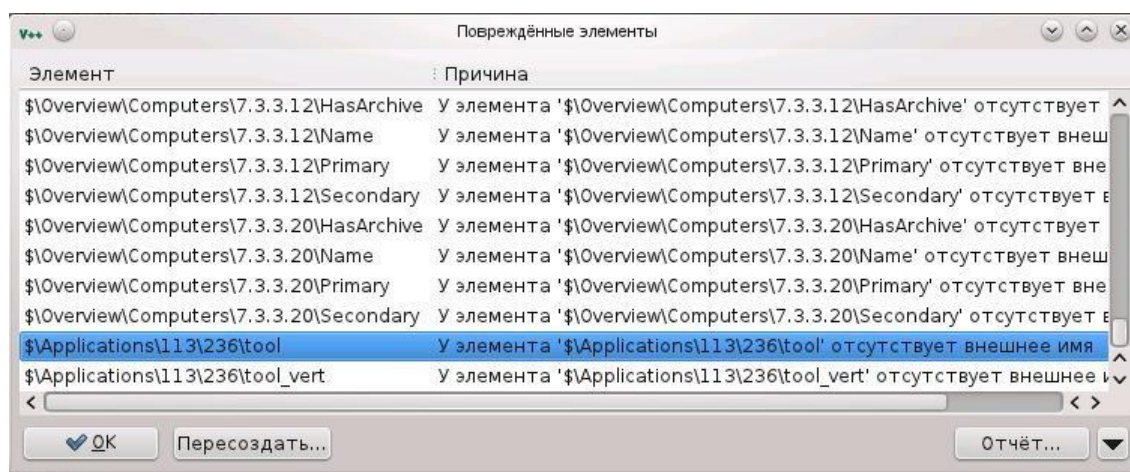 V++ Повреждённые элементы
Элемент Причина
$\Overview\Computers\7.3.3.12\HasArchive У элемента '$\Overview\Computers\7.3.3.12\HasArchive' отсутствует
$\Overview\Computers\7.3.3.12\Name У элемента '$\Overview\Computers\7.3.3.12\Name' отсутствует внеш
$\Overview\Computers\7.3.3.12\Primary У элемента '$\Overview\Computers\7.3.3.12\Primary' отсутствует вне
$\Overview\Computers\7.3.3.12\Secondary У элемента '$\Overview\Computers\7.3.3.12\Secondary' отсутствует в
$\Overview\Computers\7.3.3.20\HasArchive У элемента '$\Overview\Computers\7.3.3.20\HasArchive' отсутствует
$\Overview\Computers\7.3.3.20\Name У элемента '$\Overview\Computers\7.3.3.20\Name' отсутствует внеш
$\Overview\Computers\7.3.3.20\Primary У элемента '$\Overview\Computers\7.3.3.20\Primary' отсутствует вне
$\Overview\Computers\7.3.3.20\Secondary У элемента '$\Overview\Computers\7.3.3.20\Secondary' отсутствует в
$\Applications\113\236\tool У элемента '$\Applications\113\236\tool' отсутствует внешнее имя
$\Applications\113\236\tool_vert У элемента '$\Applications\113\236\tool_vert' отсутствует внешнее и
OK Пересоздать... Отчёт...